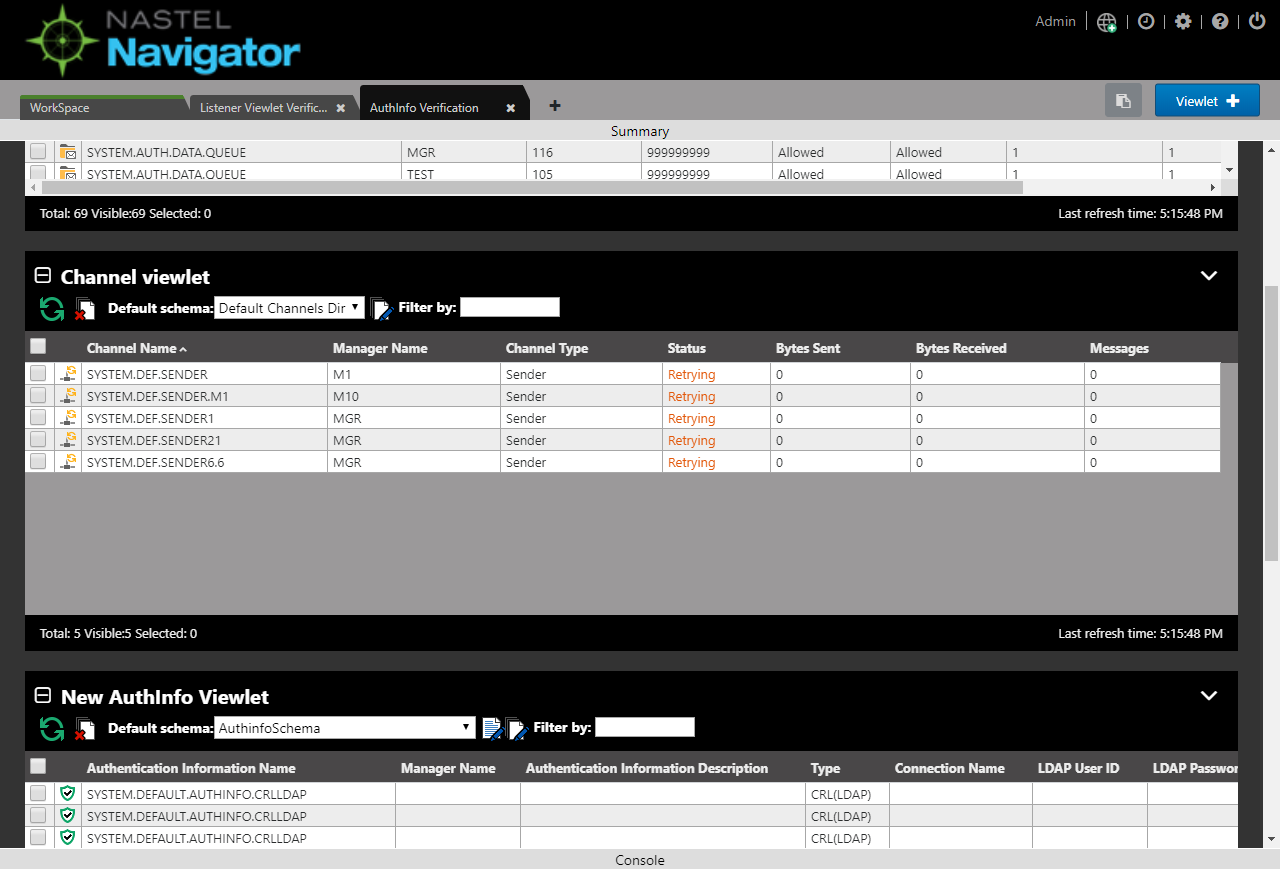 NASTEL
Navigator
Admin
WorkSpace
Listener Viewlet Verific...
AuthInfo Verification
Viewlet
Summary
SYSTEM.AUTH.DATA.QUEUE MGR 116 999999999 Allowed Allowed 1 1
SYSTEM.AUTH.DATA.QUEUE TEST 105 999999999 Allowed Allowed 1 1
Total: 69 Visible:69 Selected: 0 Last refresh time: 5:15:48 PM
Channel viewlet
Default schema: Default Channels Dir Filter by:
Channel Name Manager Name Channel Type Status Bytes Sent Bytes Received Messages
SYSTEM.DEF.SENDER M1 Sender Retrying 0 0 0
SYSTEM.DEF.SENDER.M1 M10 Sender Retrying 0 0 0
SYSTEM.DEF.SENDER1 MGR Sender Retrying 0 0 0
SYSTEM.DEF.SENDER21 MGR Sender Retrying 0 0 0
SYSTEM.DEF.SENDER6.6 MGR Sender Retrying 0 0 0
Total: 5 Visible:5 Selected: 0 Last refresh time: 5:15:48 PM
New AuthInfo Viewlet
Default schema: AuthinfoSchema Filter by:
Authentication Information Name Manager Name Authentication Information Description Type Connection Name LDAP User ID LDAP Passwor
SYSTEM.DEFAULT.AUTHINFO.CRLLDAP CRL(LDAP)
SYSTEM.DEFAULT.AUTHINFO.CRLLDAP CRL(LDAP)
SYSTEM.DEFAULT.AUTHINFO.CRLLDAP CRL(LDAP)
Console